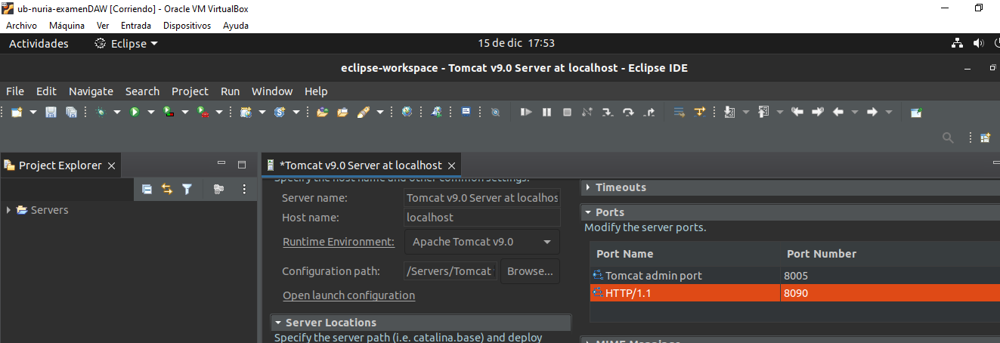 ub-nuria-examenDAW [Corriendo] - Oracle VM VirtualBox
Archivo Máquina Ver Entrada Dispositivos Ayuda
Actividades Eclipse 15 de dic 17:53
eclipse-workspace - Tomcat v9.0 Server at localhost - Eclipse IDE
File Edit Navigate Search Project Run Window Help
Project Explorer
Servers
*Tomcat v9.0 Server at localhost
Specify the host name and other common settings.
Server name: Tomcat v9.0 Server at localhos
Host name: localhost
Runtime Environment: Apache Tomcat v9.0
Configuration path: /Servers/Tomcat Browse...
Open launch configuration
Server Locations
Specify the server path (i.e. catalina.base) and deploy
Timeouts
Ports
Modify the server ports.
Port Name Port Number
Tomcat admin port 8005
HTTP/1.1 8090
MIME Mappings